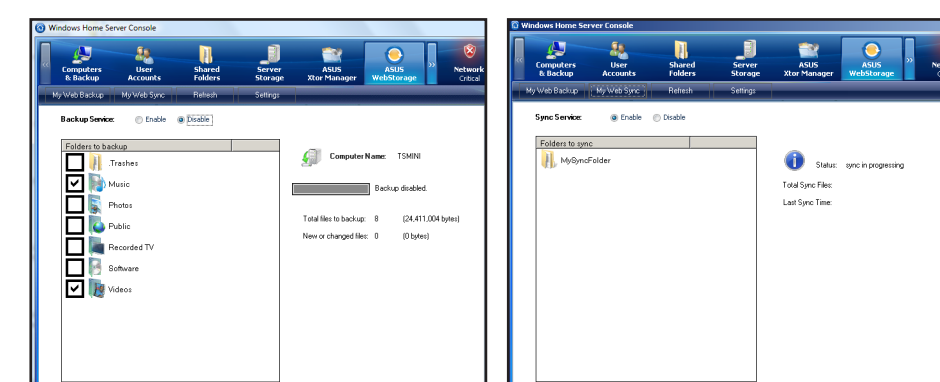 Windows Home Server Console
Computers & Backup
User Accounts
Shared Folders
Server Storage
ASUS Xtor Manager
ASUS WebStorage
Network Critical
My Web Backup
My Web Sync
Refresh
Settings
Backup Service:
Enable
Disable
Folders to backup
.Trashes
Music
Photos
Public
Recorded TV
Software
Videos
Computer Name: TSMINI
Backup disabled.
Total files to backup: 8 (24,411,004 bytes)
New or changed files: 0 (0 bytes)
Windows Home Server Console
Computers & Backup
User Accounts
Shared Folders
Server Storage
ASUS Xtor Manager
ASUS WebStorage
My Web Backup
My Web Sync
Refresh
Settings
Sync Service:
Enable
Disable
Folders to sync
MySyncFolder
Status: sync in progressing
Total Sync Files:
Last Sync Time: